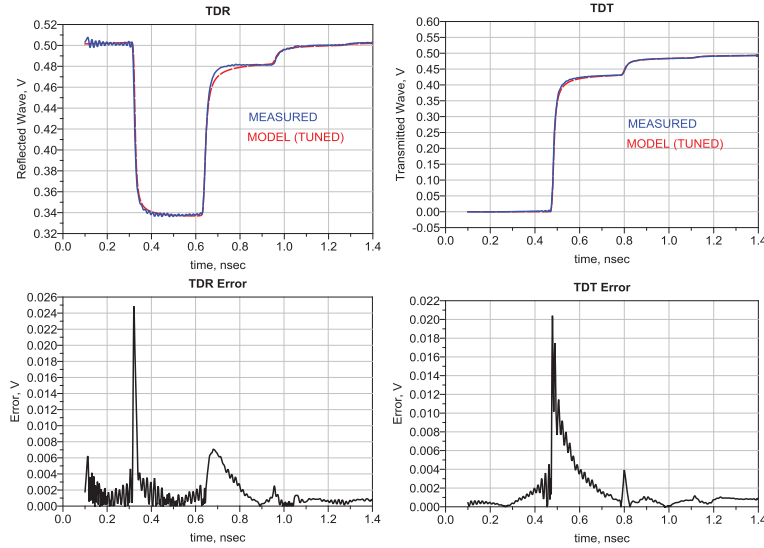 TDR
0.52
0.50
0.48
0.46
0.44
0.42
0.40
0.38
0.36
0.34
0.32
Reflected Wave, V
MEASURED
MODEL (TUNED)
0.0 0.2 0.4 0.6 0.8 1.0 1.2 1.4
time, nsec
TDT
0.60
0.55
0.50
0.45
0.40
0.35
0.30
0.25
0.20
0.15
0.10
0.05
0.00
-0.05
Transmitted Wave, V
MEASURED
MODEL (TUNED)
0.0 0.2 0.4 0.6 0.8 1.0 1.2 1.4
time, nsec
TDR Error
0.026
0.024
0.022
0.020
0.018
0.016
0.014
0.012
0.010
0.008
0.006
0.004
0.002
0.000
Error, V
0.0 0.2 0.4 0.6 0.8 1.0 1.2 1.4
time, nsec
TDT Error
0.022
0.020
0.018
0.016
0.014
0.012
0.010
0.008
0.006
0.004
0.002
0.000
Error, V
0.0 0.2 0.4 0.6 0.8 1.0 1.2 1.4
time, nsec